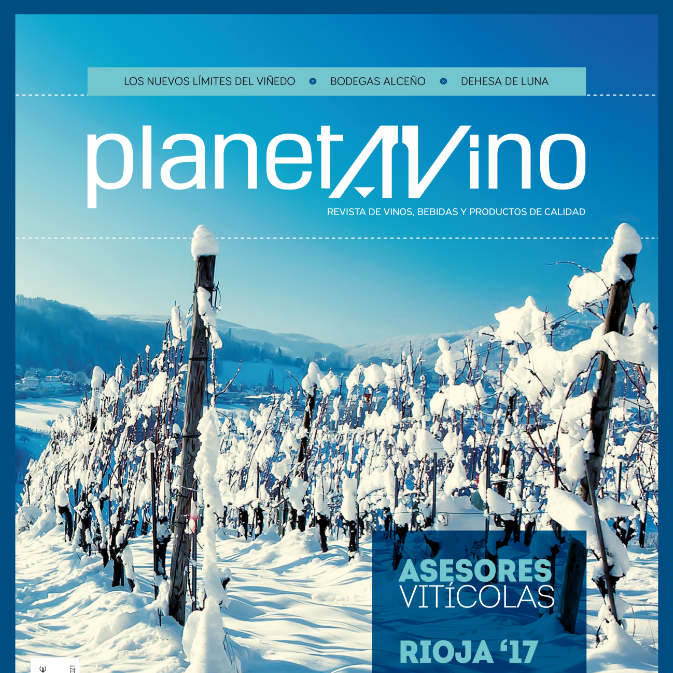 LOS NUEVOS LÍMITES DEL VIÑEDO • BODEGAS ALCEÑO • DEHESA DE LUNA
planetAVino
REVISTA DE VINOS, BEBIDAS Y PRODUCTOS DE CALIDAD
ASESORES
VITÍCOLAS
RIOJA ‘17